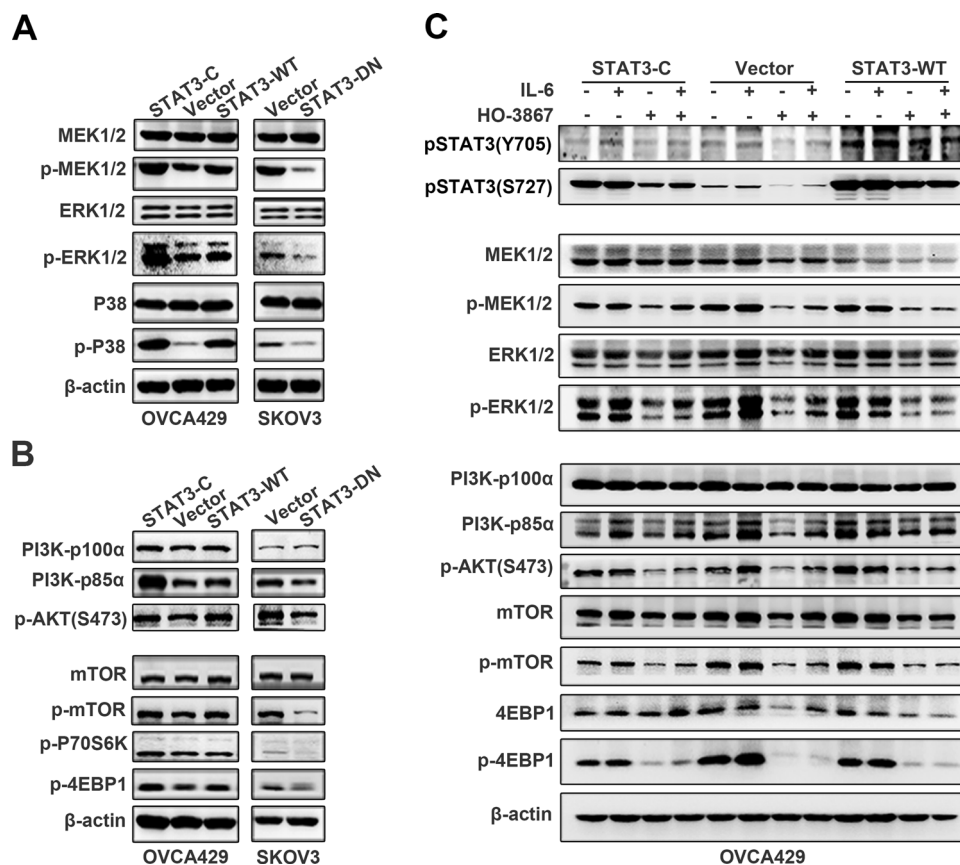 A
STAT3-C Vector STAT3-WT Vector STAT3-DN
MEK1/2
p-MEK1/2
ERK1/2
p-ERK1/2
P38
p-P38
β-actin
OVCA429 SKOV3
B
STAT3-C Vector STAT3-WT Vector STAT3-DN
PI3K-p100α
PI3K-p85α
p-AKT(S473)
mTOR
p-mTOR
p-P70S6K
p-4EBP1
β-actin
OVCA429 SKOV3
C
STAT3-C Vector STAT3-WT
IL-6 - + - + - + - + - + - +
HO-3867 - - + + - - + + - - + +
pSTAT3(Y705)
pSTAT3(S727)
MEK1/2
p-MEK1/2
ERK1/2
p-ERK1/2
PI3K-p100α
PI3K-p85α
p-AKT(S473)
mTOR
p-mTOR
4EBP1
p-4EBP1
β-actin
OVCA429